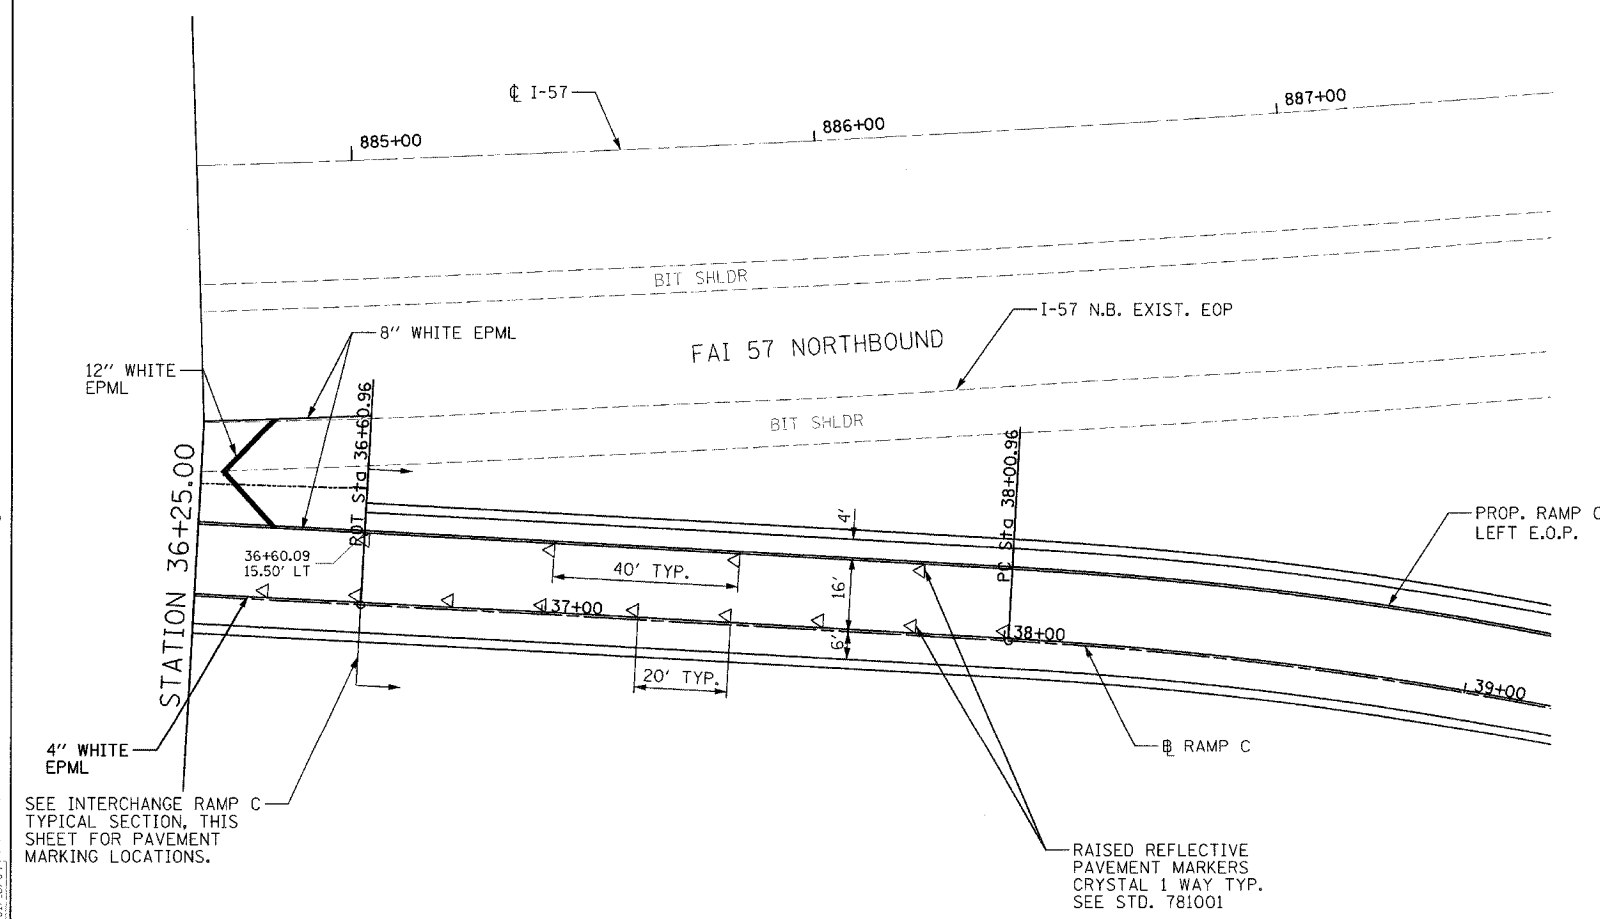 ℄ I-57
885+00
886+00
887+00
BIT SHLDR
I-57 N.B. EXIST. EOP
8" WHITE EPML
FAI 57 NORTHBOUND
12" WHITE
EPML
BIT SHLDR
STATION 36+25.00
POT Sta 36+60.96
PC Sta 38+00.96
4'
PROP. RAMP C
LEFT E.O.P.
36+60.09
15.50' LT
40' TYP.
16'
37+00
38+00
6'
20' TYP.
39+00
4" WHITE
EPML
BL RAMP C
SEE INTERCHANGE RAMP C
TYPICAL SECTION, THIS
SHEET FOR PAVEMENT
MARKING LOCATIONS.
RAISED REFLECTIVE
PAVEMENT MARKERS
CRYSTAL 1 WAY TYP.
SEE STD. 781001